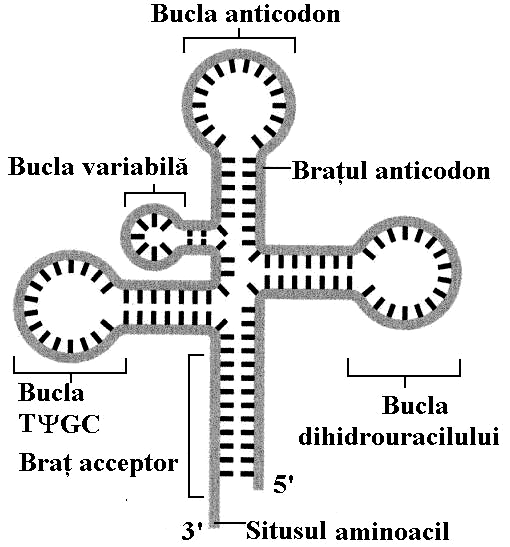 Bucla anticodon
Bucla variabilă
Brațul anticodon
Bucla
TΨGC
Bucla
dihidrouracilului
Braț acceptor
5'
3'
Situsul aminoacil